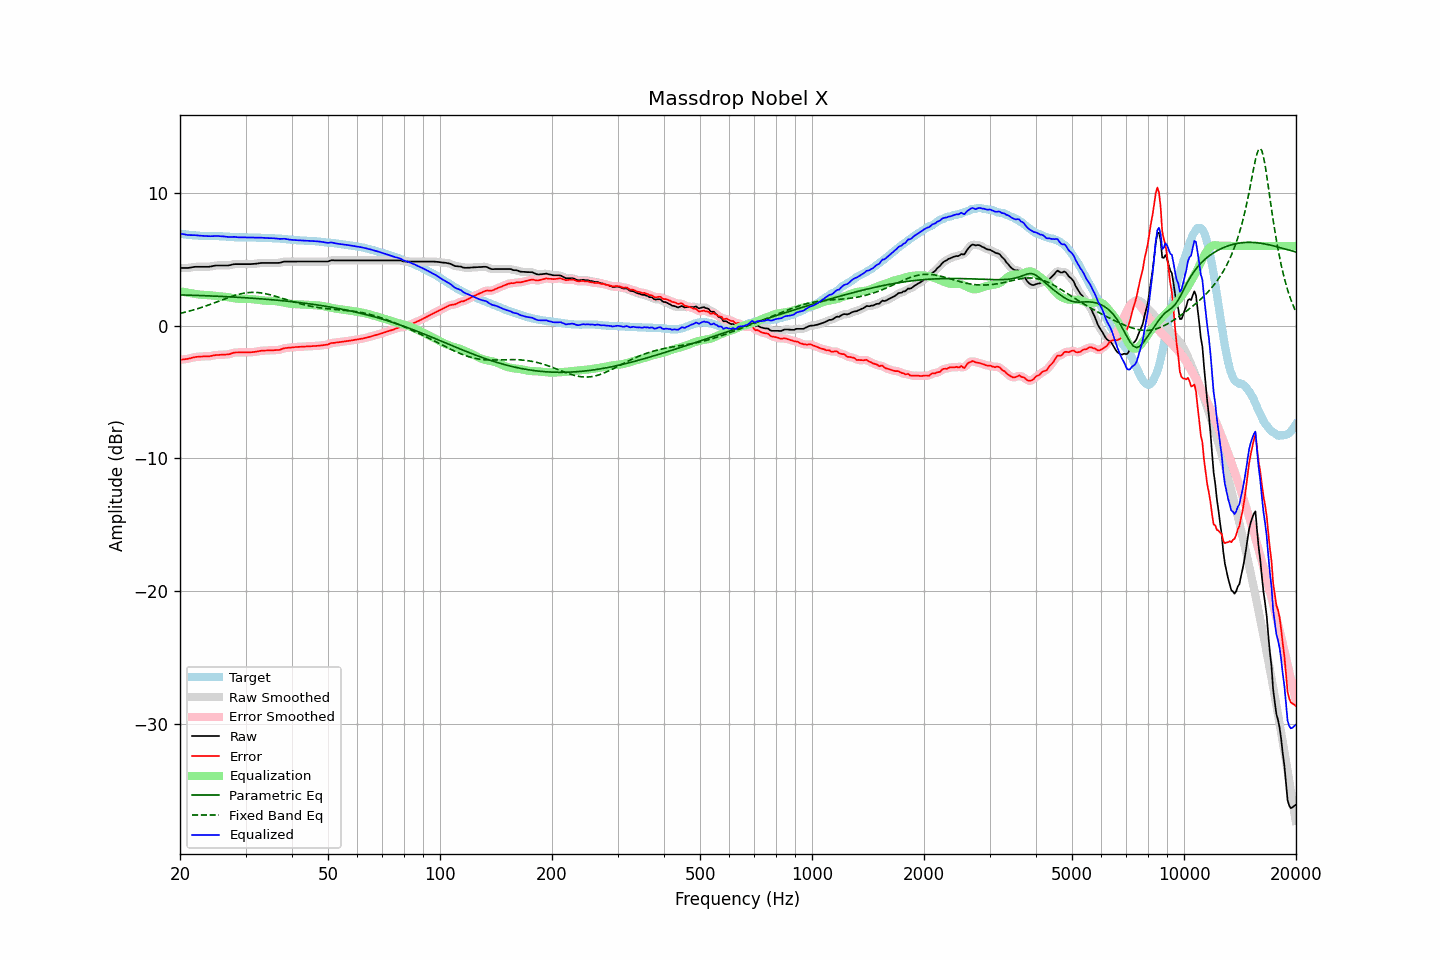 Massdrop Nobel X
10
0
−10
−20
−30
Amplitude (dBr)
Target
Raw Smoothed
Error Smoothed
Raw
Error
Equalization
Parametric Eq
Fixed Band Eq
Equalized
20 50 100 200 500 1000 2000 5000 10000 20000
Frequency (Hz)